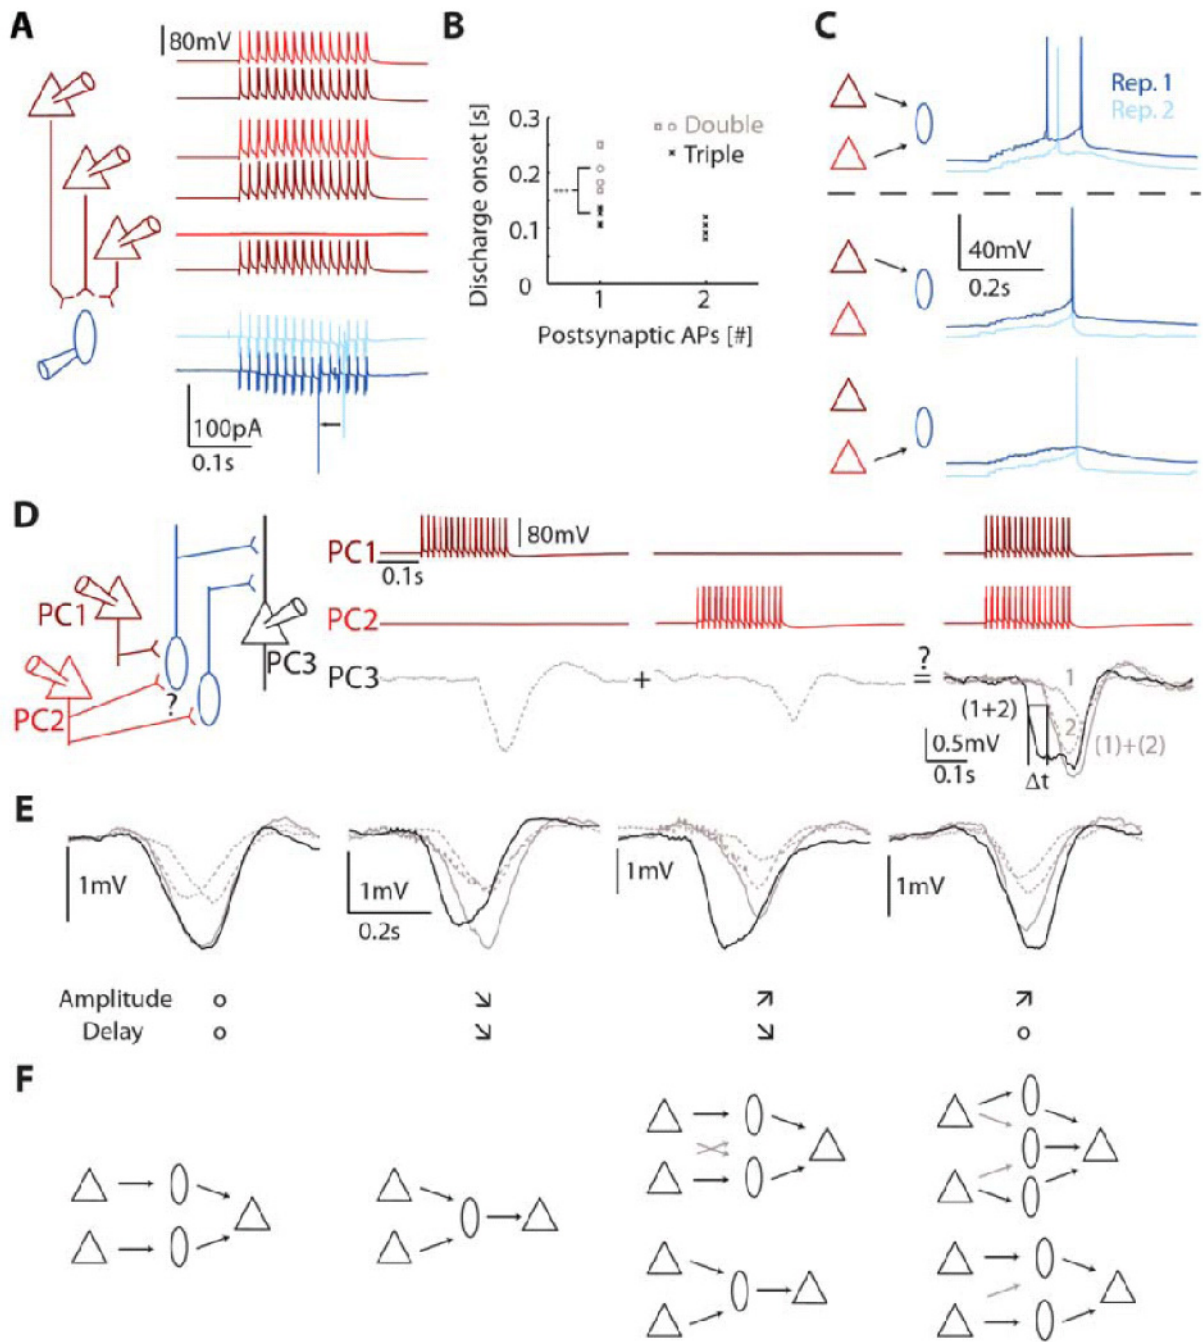 A
80mV
100pA
0.1s
B
Discharge onset [s]
0.3
0.2
0.1
0
1
2
Postsynaptic APs [#]
Double
Triple
***
C
Rep. 1
Rep. 2
40mV
0.2s
D
PC1
PC2
?
PC3
PC1
80mV
0.1s
PC2
PC3
+
?
=
(1+2)
1
2
(1)+(2)
0.5mV
0.1s
Δt
E
1mV
1mV
0.2s
1mV
1mV
Amplitude o ↘ ↗ ↗
Delay o ↘ ↘ o
F